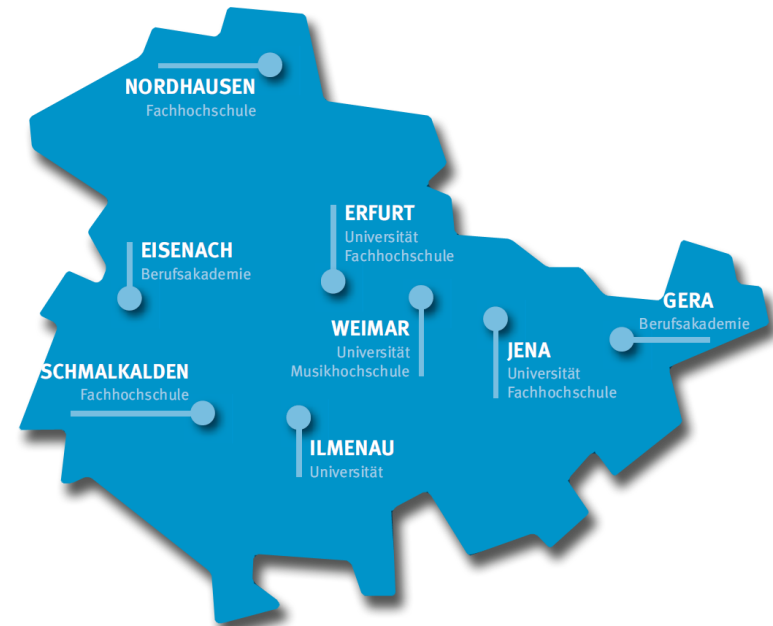 NORDHAUSEN
Fachhochschule
ERFURT
Universität
Fachhochschule
EISENACH
Berufsakademie
WEIMAR
Universität
Musikhochschule
GERA
Berufsakademie
JENA
Universität
Fachhochschule
SCHMALKALDEN
Fachhochschule
ILMENAU
Universität